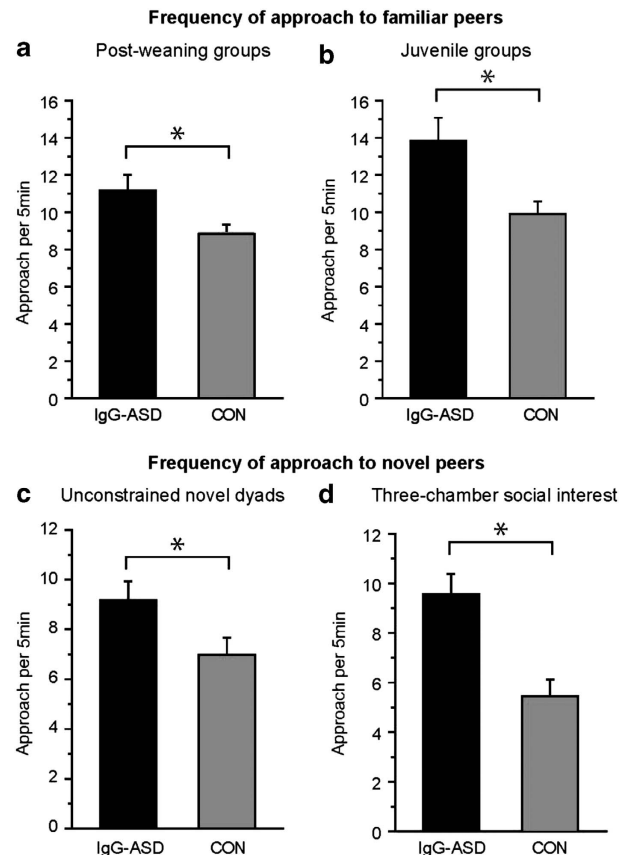 Frequency of approach to familiar peers
a
Post-weaning groups
Approach per 5min
16
14
12
10
8
6
4
2
0
*
IgG-ASD
CON
b
Juvenile groups
Approach per 5min
16
14
12
10
8
6
4
2
0
*
IgG-ASD
CON
Frequency of approach to novel peers
c
Unconstrained novel dyads
Approach per 5min
12
10
8
6
4
2
0
*
IgG-ASD
CON
d
Three-chamber social interest
Approach per 5min
12
10
8
6
4
2
0
*
IgG-ASD
CON